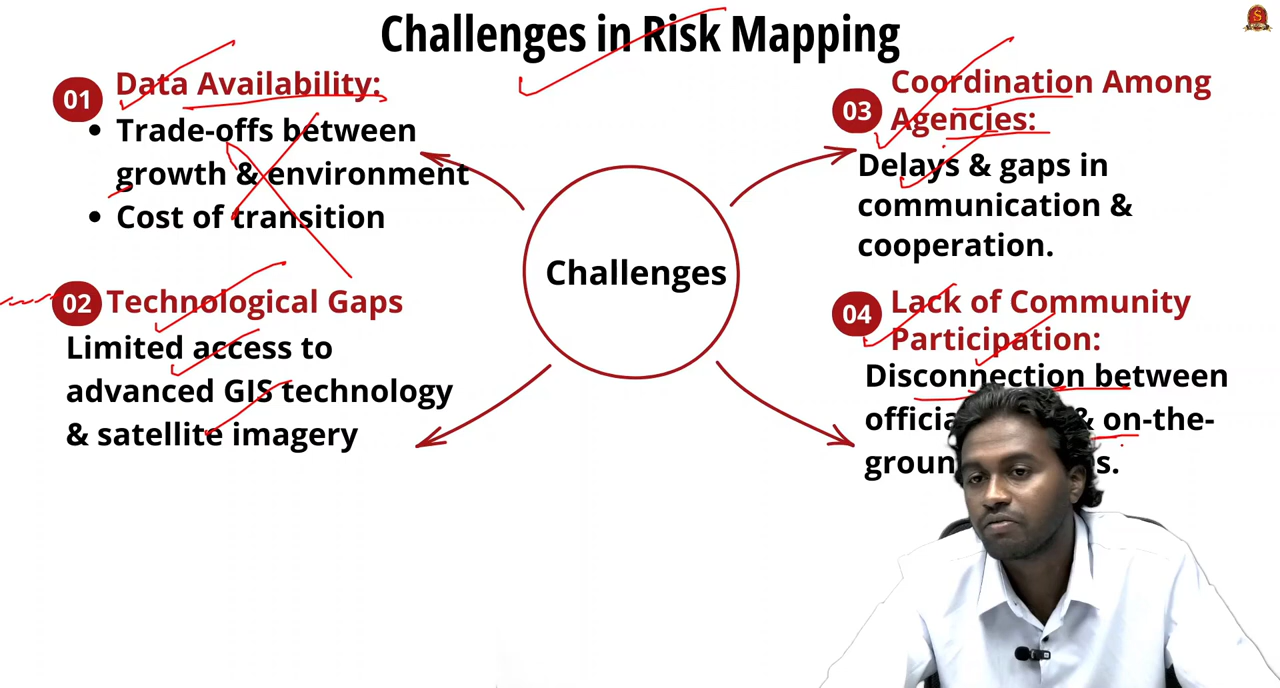 Challenges in Risk Mapping
01
Data Availability:
• Trade-offs between
growth & environment
• Cost of transition
02
Technological Gaps
Limited access to
advanced GIS technology
& satellite imagery
Challenges
03
Coordination Among
Agencies:
Delays & gaps in
communication &
cooperation.
04
Lack of Community
Participation:
Disconnection between
& on-the-